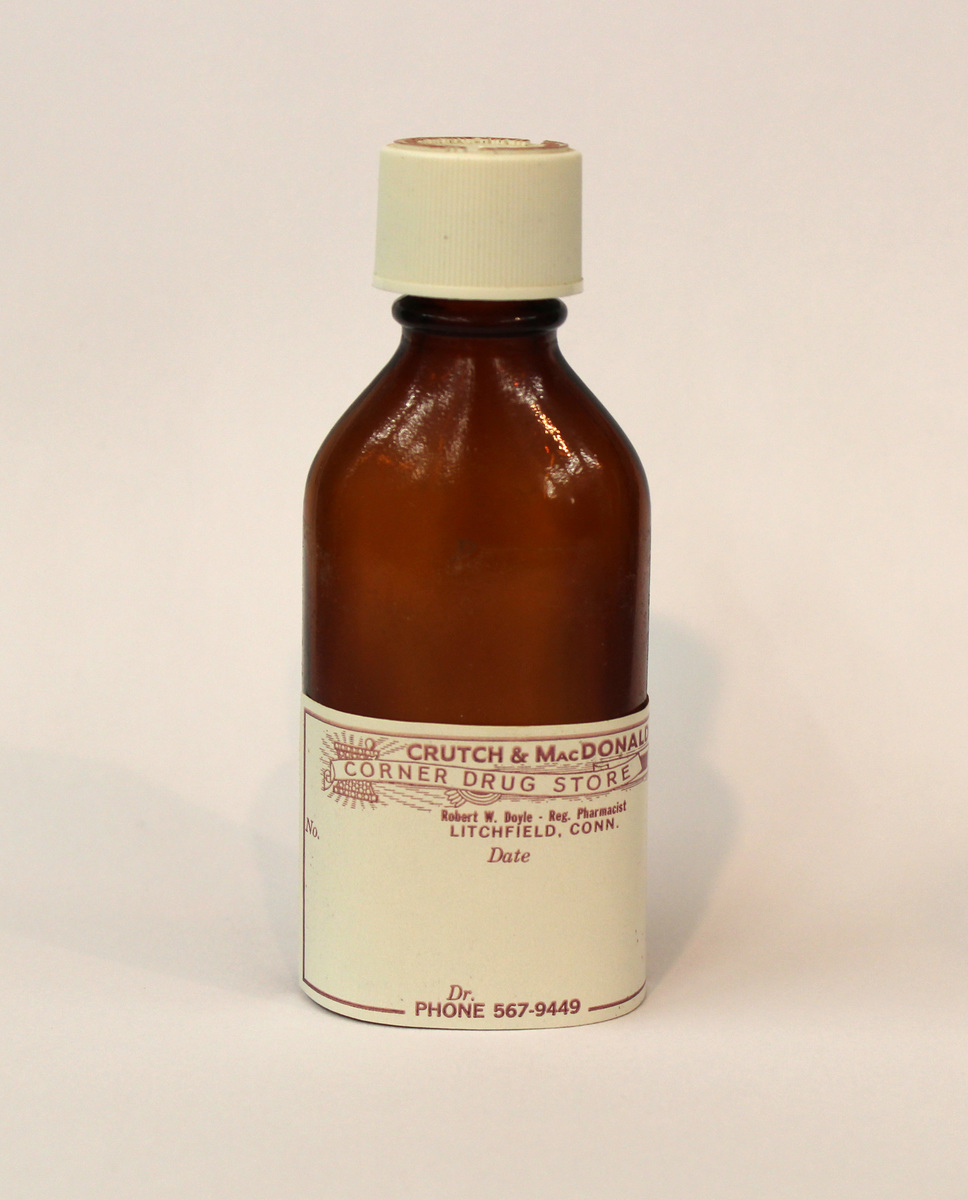 CRUTCH & MacDONALD
CORNER DRUG STORE
Robert W. Doyle - Reg. Pharmacist
LITCHFIELD, CONN.
No.
Date
Dr.
PHONE 567-9449